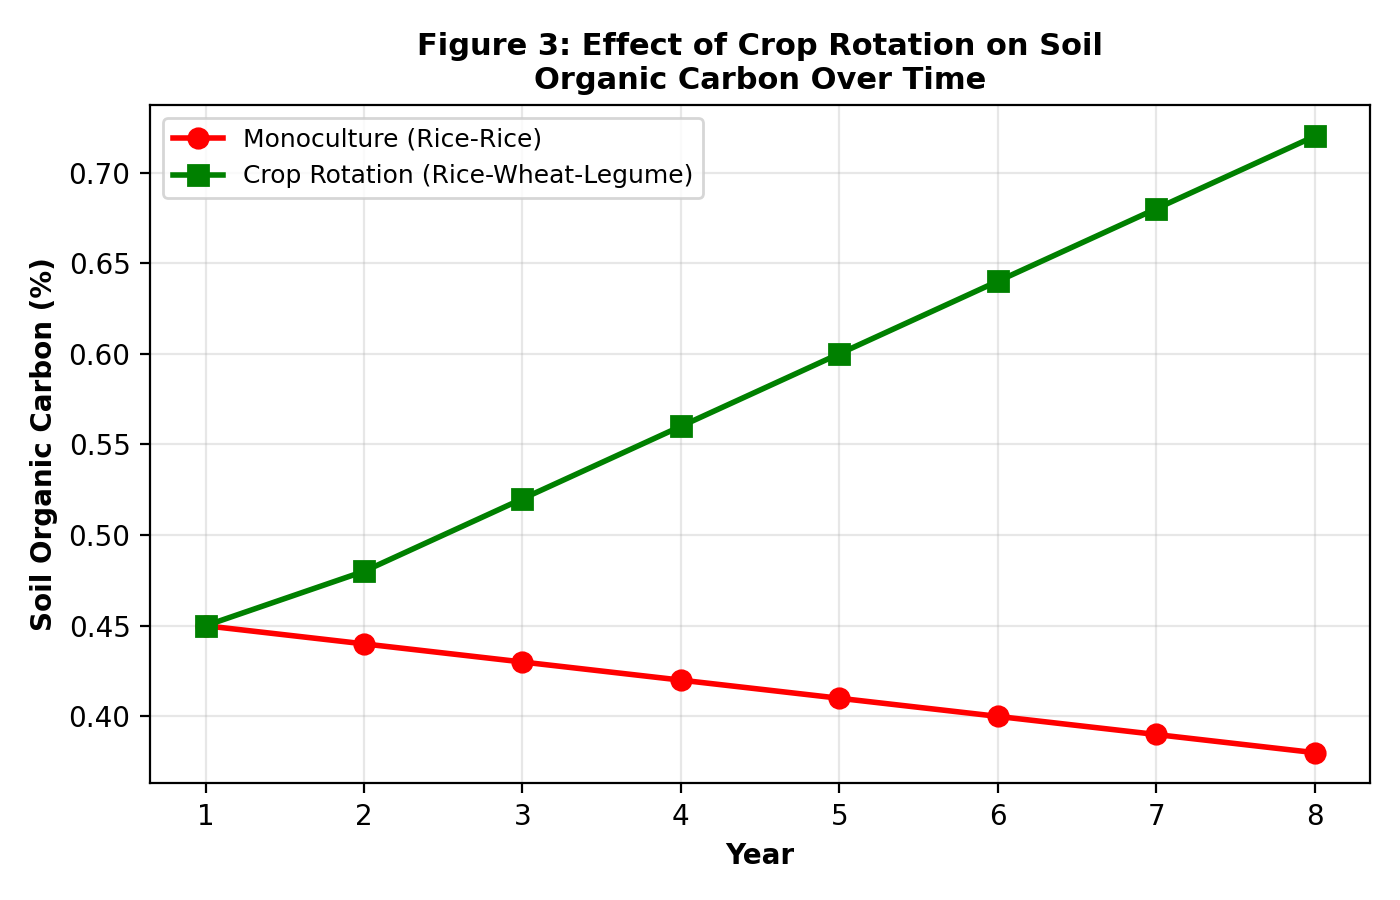 Figure 3: Effect of Crop Rotation on Soil
Organic Carbon Over Time
Monoculture (Rice-Rice)
Crop Rotation (Rice-Wheat-Legume)
Soil Organic Carbon (%)
0.70
0.65
0.60
0.55
0.50
0.45
0.40
1 2 3 4 5 6 7 8
Year